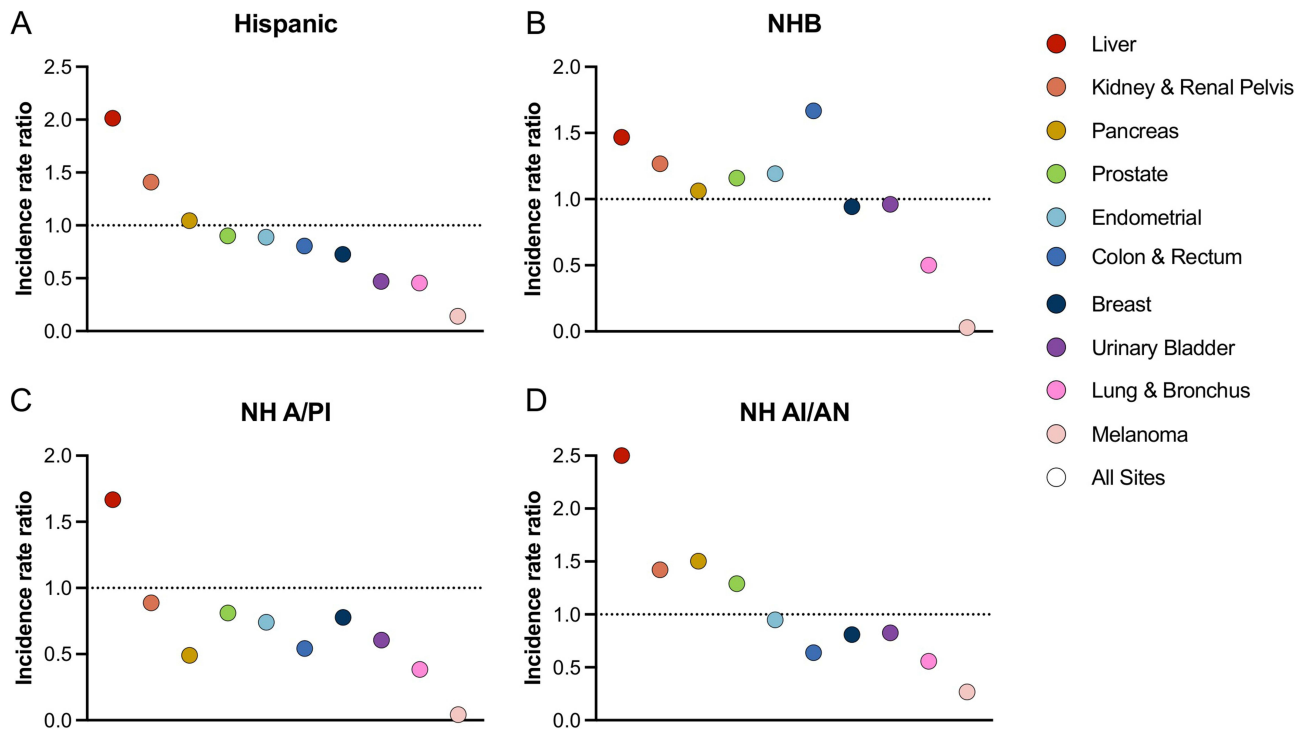 A
Hispanic
Incidence rate ratio
2.5
2.0
1.5
1.0
0.5
0.0
B
NHB
Incidence rate ratio
2.0
1.5
1.0
0.5
0.0
C
NH A/PI
Incidence rate ratio
2.0
1.5
1.0
0.5
0.0
D
NH AI/AN
Incidence rate ratio
2.5
2.0
1.5
1.0
0.5
0.0
Liver
Kidney & Renal Pelvis
Pancreas
Prostate
Endometrial
Colon & Rectum
Breast
Urinary Bladder
Lung & Bronchus
Melanoma
All Sites